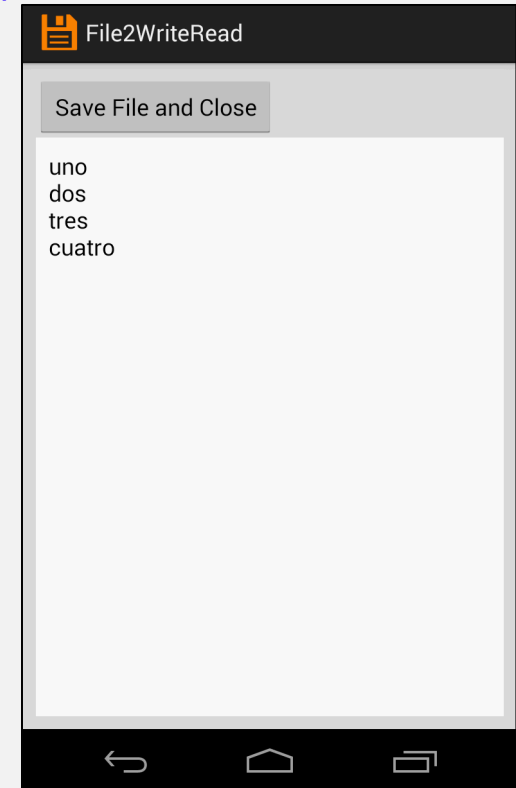 File2WriteRead
Save File and Close
uno
dos
tres
cuatro